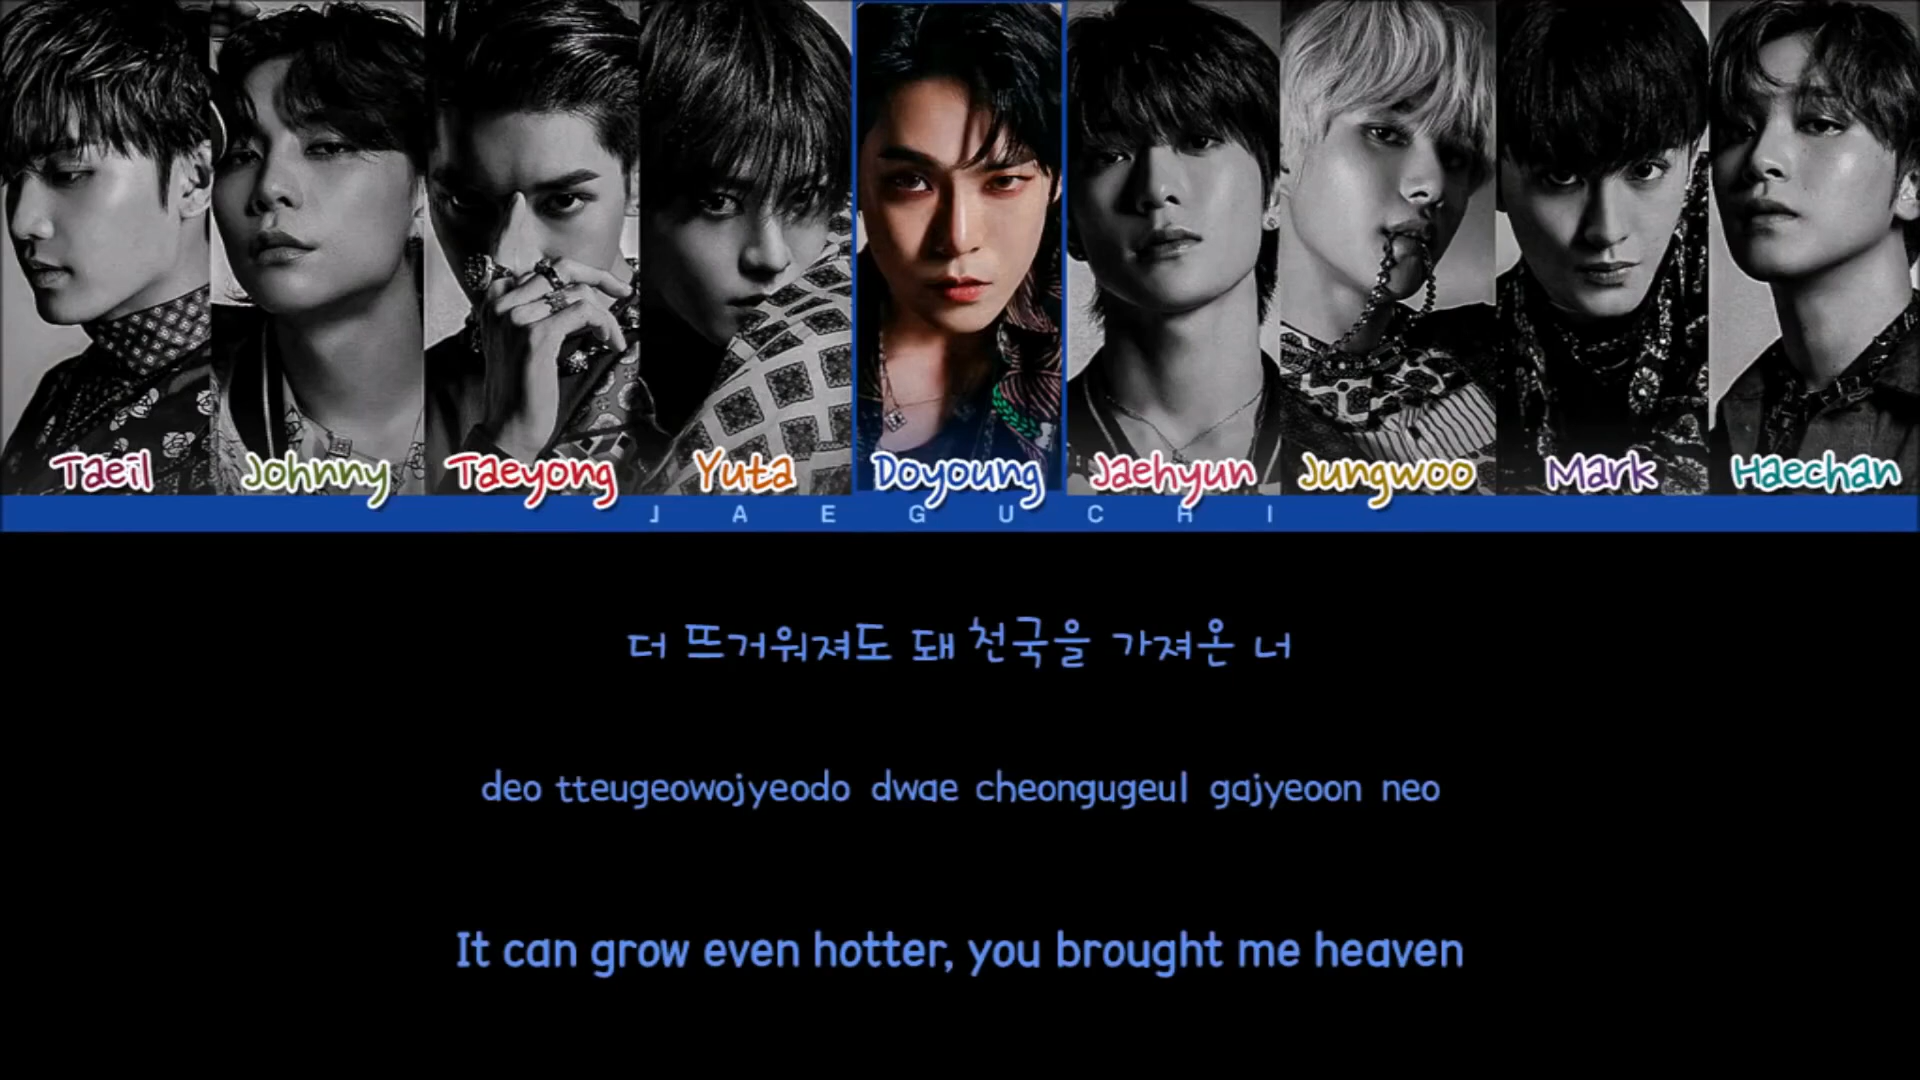 Taeil Johnny Taeyong Yuta Doyoung Jaehyun Jungwoo Mark Haechan
JAEGUCHI
더 뜨거워져도 돼 천국을 가져온 너
deo tteugeowojyeodo dwae cheongugeul gajyeoon neo
It can grow even hotter, you brought me heaven